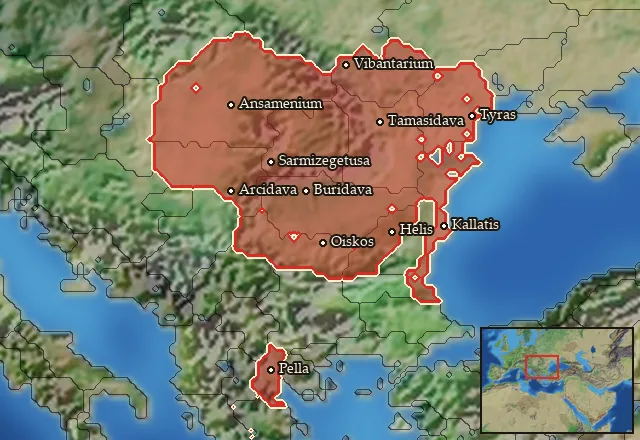 Vibantarium
Ansamenium
Tyras
Tamasidava
Sarmizegetusa
Arcidava
Buridava
Kallatis
Helis
Oiskos
Pella